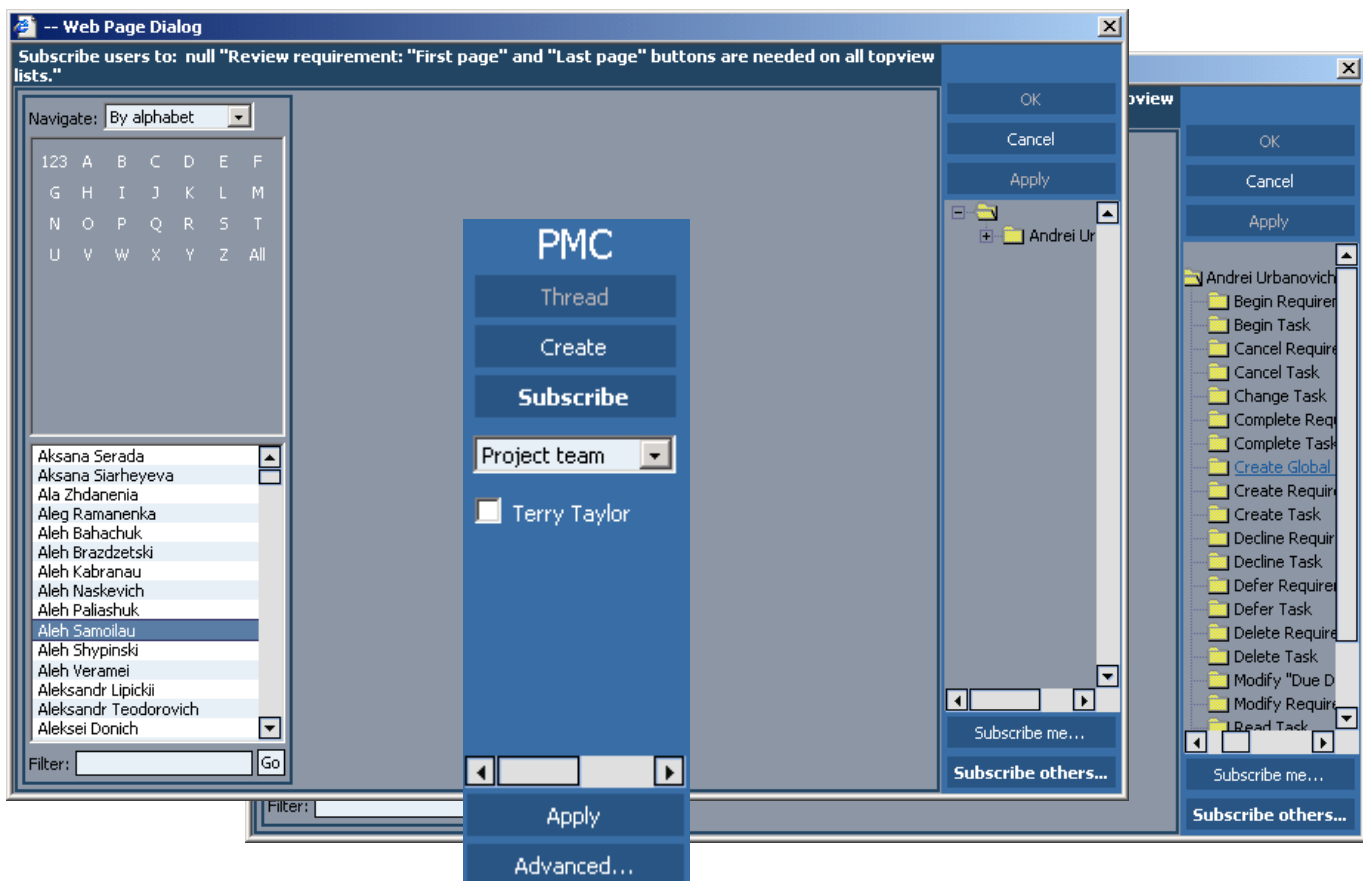 -- Web Page Dialog
Subscribe users to: null "Review requirement: "First page" and "Last page" buttons are needed on all topview
lists."
Navigate: By alphabet
123 A B C D E F
G H I J K L M
N O P Q R S T
U V W X Y Z All
Aksana Serada
Aksana Siarheyeva
Ala Zhdanenia
Aleg Ramanenka
Aleh Bahachuk
Aleh Brazdzetski
Aleh Kabranau
Aleh Naskevich
Aleh Paliashuk
Aleh Samoilau
Aleh Shypinski
Aleh Veramei
Aleksandr Lipickii
Aleksandr Teodorovich
Aleksei Donich
Filter: Go
PMC
Thread
Create
Subscribe
Project team
Terry Taylor
Apply
Advanced...
OK
Cancel
Apply
Andrei Ur
Subscribe me...
Subscribe others...
pview
OK
Cancel
Apply
Andrei Urbanovich
Begin Requirer
Begin Task
Cancel Require
Cancel Task
Change Task
Complete Requ
Complete Task
Create Global
Create Require
Create Task
Decline Requir
Decline Task
Defer Requirer
Defer Task
Delete Require
Delete Task
Modify "Due D
Modify Require
Read Task
Subscribe me...
Subscribe others...
Filter: